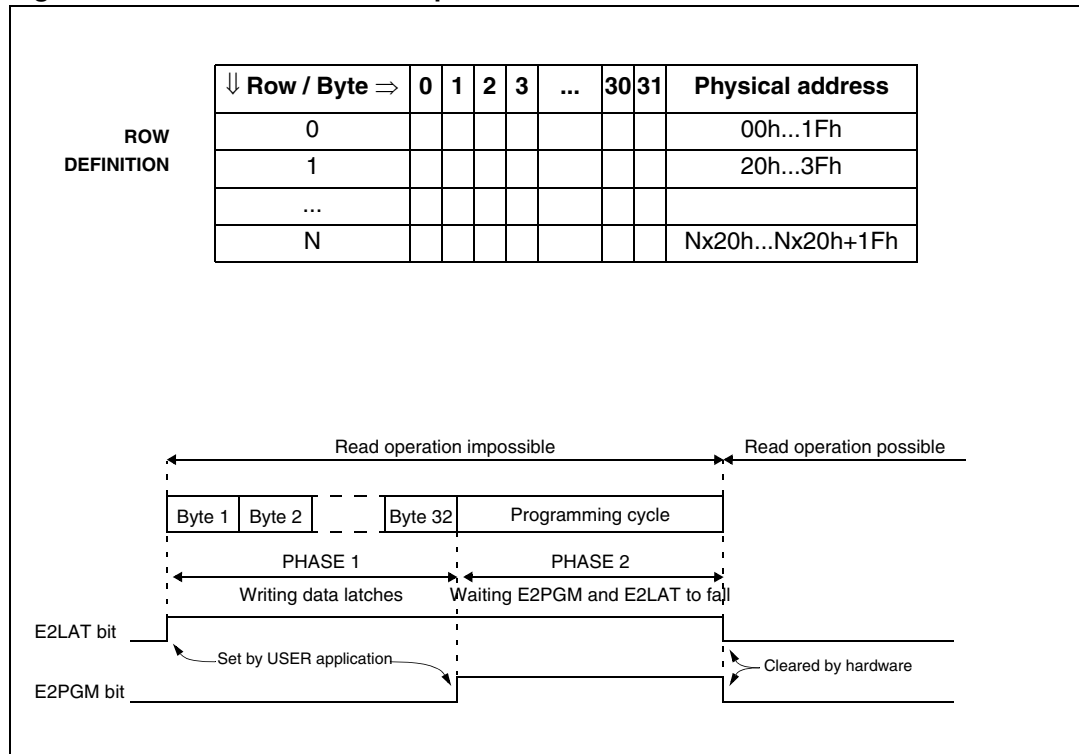 ⇓ Row / Byte ⇒ 0 1 2 3 ... 30 31 Physical address
ROW DEFINITION
0 00h...1Fh
1 20h...3Fh
...
N Nx20h...Nx20h+1Fh
Read operation impossible Read operation possible
Byte 1 Byte 2 Byte 32 Programming cycle
PHASE 1 PHASE 2
Writing data latches Waiting E2PGM and E2LAT to fall
E2LAT bit
Set by USER application Cleared by hardware
E2PGM bit